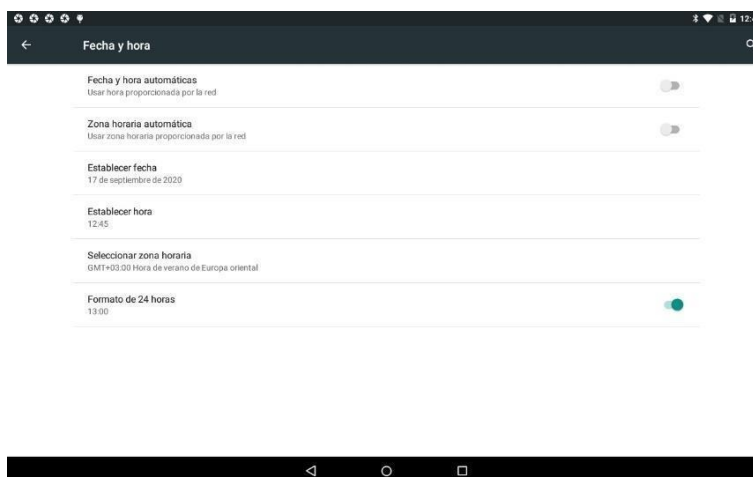 Fecha y hora
Fecha y hora automáticas
Usar hora proporcionada por la red
Zona horaria automática
Usar zona horaria proporcionada por la red
Establecer fecha
17 de septiembre de 2020
Establecer hora
12:45
Seleccionar zona horaria
GMT+03:00 Hora de verano de Europa oriental
Formato de 24 horas
13:00